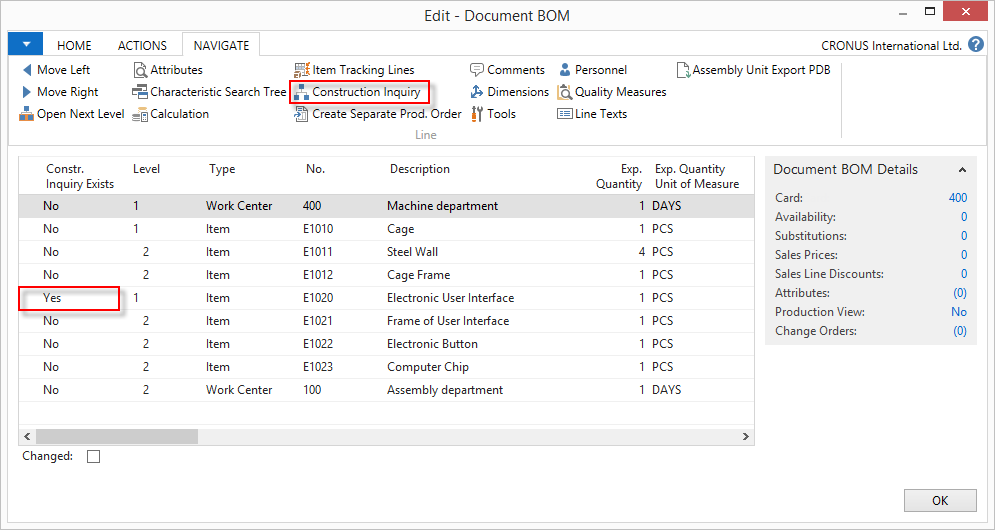 Edit - Document BOM
HOME ACTIONS NAVIGATE CRONUS International Ltd. ?
Move Left Attributes Item Tracking Lines Comments Personnel Assembly Unit Export PDB
Move Right Characteristic Search Tree Construction Inquiry Dimensions Quality Measures
Open Next Level Calculation Create Separate Prod. Order Tools Line Texts
Line
Constr. Inquiry Exists Level Type No. Description Exp. Quantity Exp. Quantity Unit of Measure
No 1 Work Center 400 Machine department 1 DAYS
No 1 Item E1010 Cage 1 PCS
No 2 Item E1011 Steel Wall 4 PCS
No 2 Item E1012 Cage Frame 1 PCS
Yes 1 Item E1020 Electronic User Interface 1 PCS
No 2 Item E1021 Frame of User Interface 1 PCS
No 2 Item E1022 Electronic Button 1 PCS
No 2 Item E1023 Computer Chip 1 PCS
No 2 Work Center 100 Assembly department 1 DAYS
Changed:
Document BOM Details
Card: 400
Availability: 0
Substitutions: 0
Sales Prices: 0
Sales Line Discounts: 0
Attributes: (0)
Production View: No
Change Orders: (0)
OK